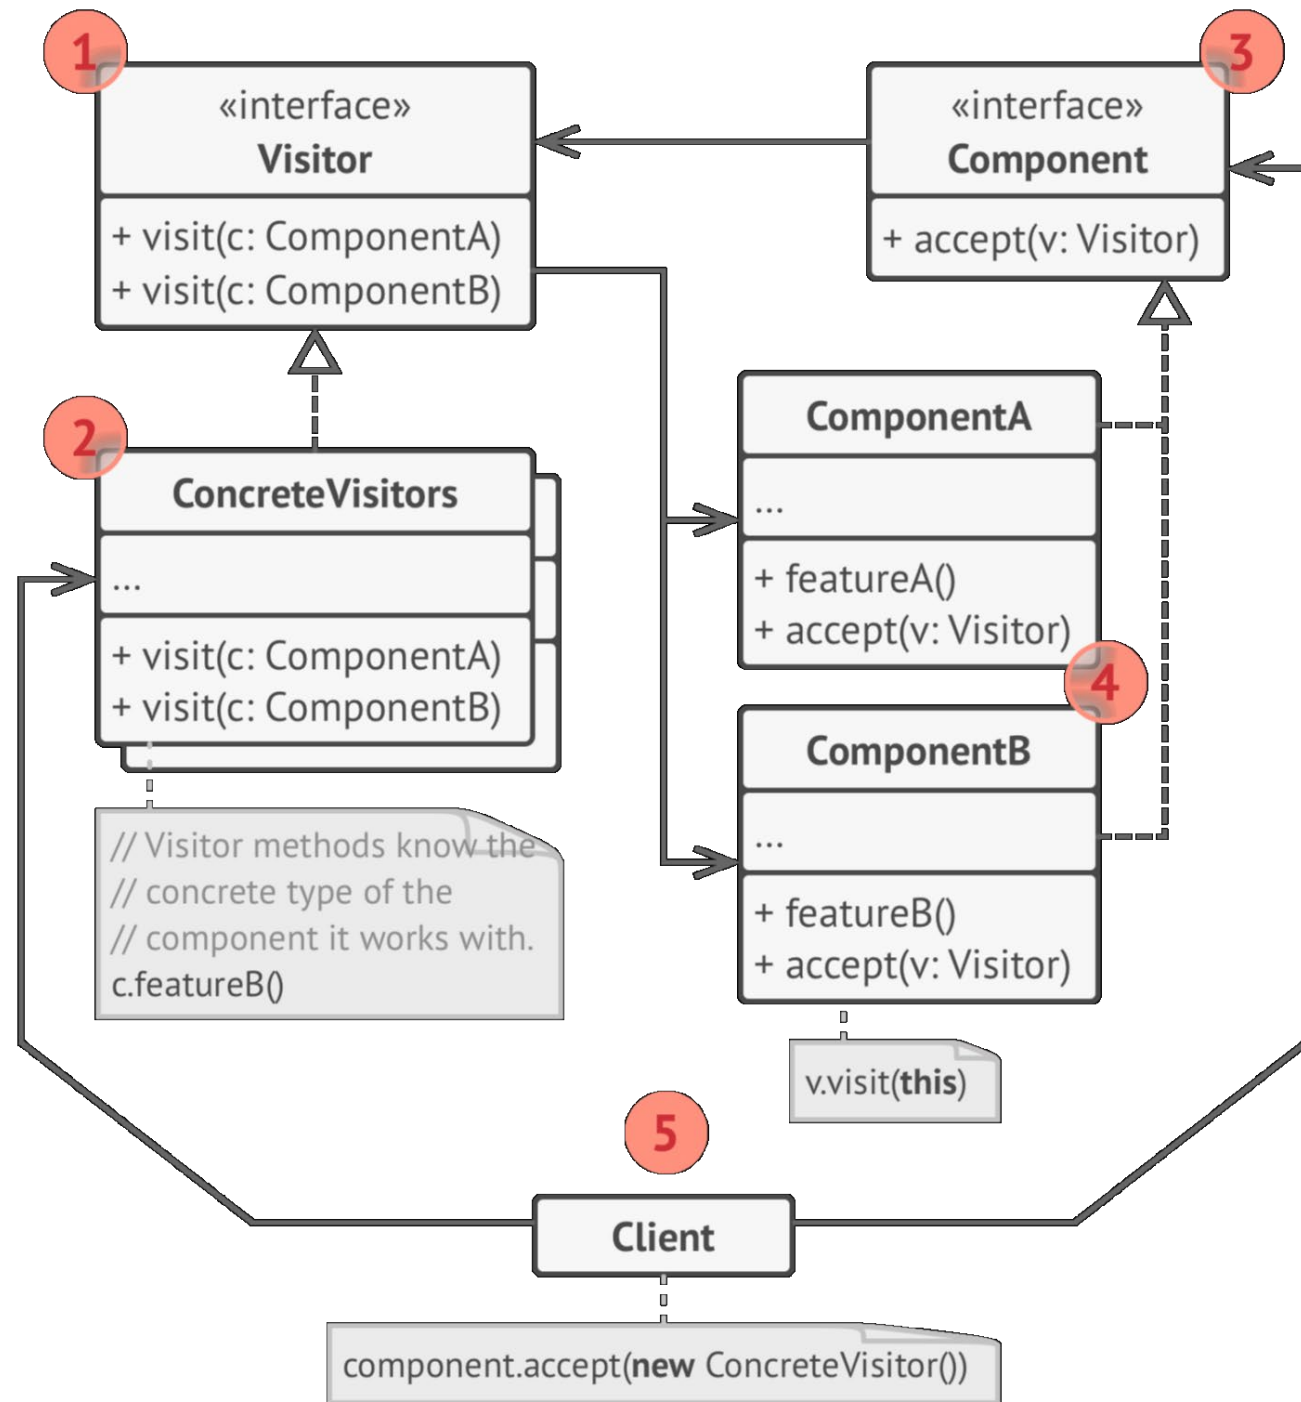 1
«interface»
Visitor
+ visit(c: ComponentA)
+ visit(c: ComponentB)
3
«interface»
Component
+ accept(v: Visitor)
2
ConcreteVisitors
...
+ visit(c: ComponentA)
+ visit(c: ComponentB)
// Visitor methods know the
// concrete type of the
// component it works with.
c.featureB()
ComponentA
...
+ featureA()
+ accept(v: Visitor)
4
ComponentB
...
+ featureB()
+ accept(v: Visitor)
v.visit(this)
5
Client
component.accept(new ConcreteVisitor())